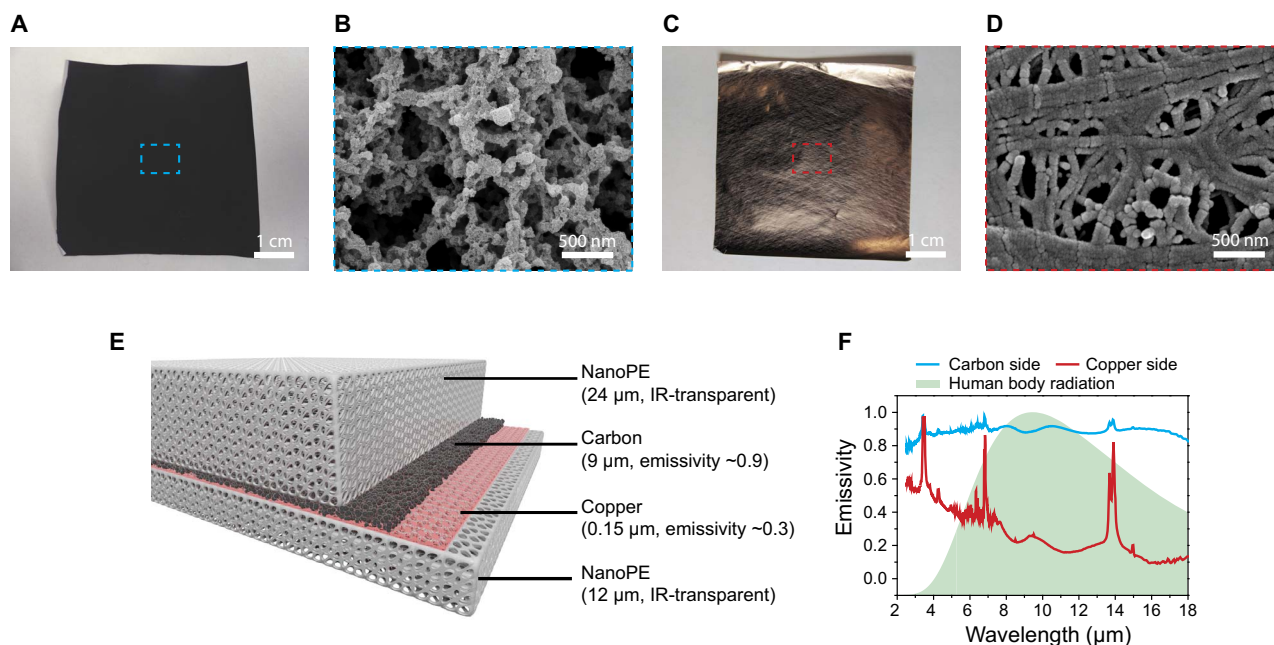 A
B
C
D
1 cm
500 nm
1 cm
500 nm
E
NanoPE
(24 μm, IR-transparent)
Carbon
(9 μm, emissivity ~0.9)
Copper
(0.15 μm, emissivity ~0.3)
NanoPE
(12 μm, IR-transparent)
F
Carbon side
Copper side
Human body radiation
1.0
0.8
0.6
0.4
0.2
0.0
Emissivity
2 4 6 8 10 12 14 16 18
Wavelength (μm)